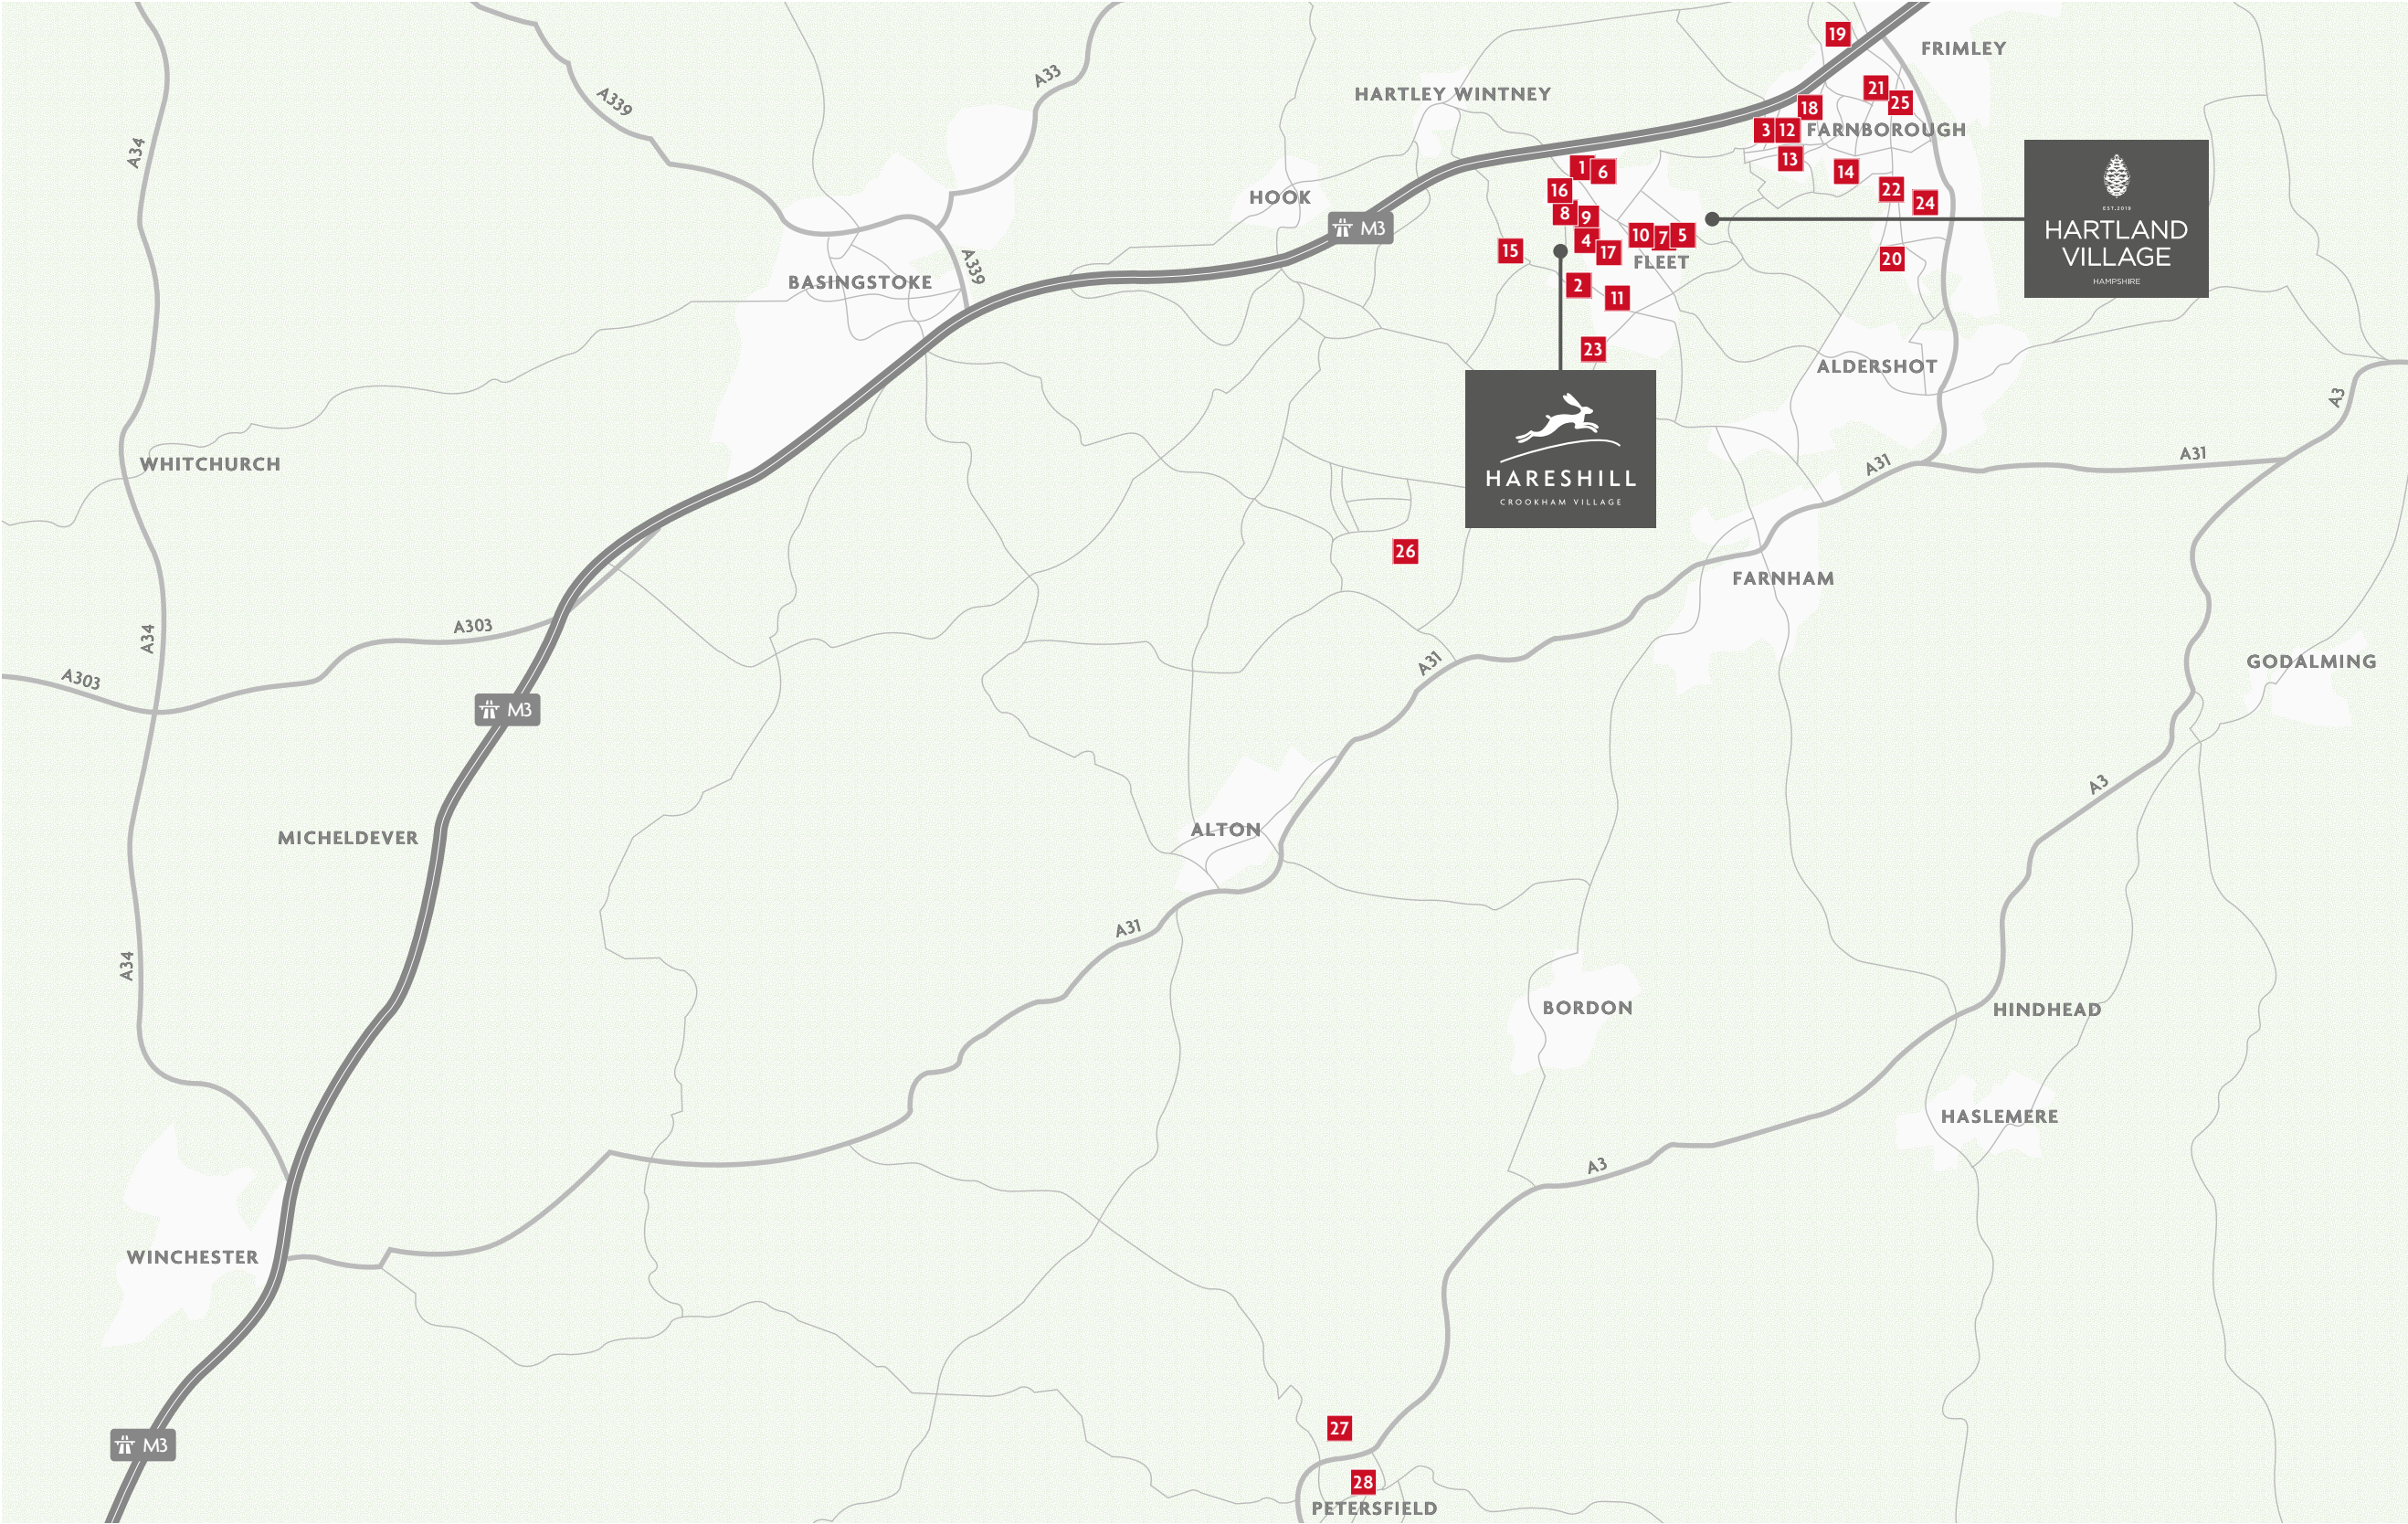 19
FRIMLEY
A33
HARTLEY WINTNEY
21
25
A339
18
3
12
FARNBOROUGH
A34
13
1
6
14
HOOK
16
22
24
8
9
M3
10
7
5
4
15
17
FLEET
20
HARTLAND
VILLAGE
EST.2019
HAMPSHIRE
A339
BASINGSTOKE
2
11
23
ALDERSHOT
A3
HARESHILL
CROOKHAM VILLAGE
WHITCHURCH
A31
A31
26
FARNHAM
A303
A34
A31
GODALMING
A303
M3
A3
ALTON
MICHELDEVER
A31
A34
BORDON
HINDHEAD
HASLEMERE
A3
WINCHESTER
27
M3
28
PETERSFIELD